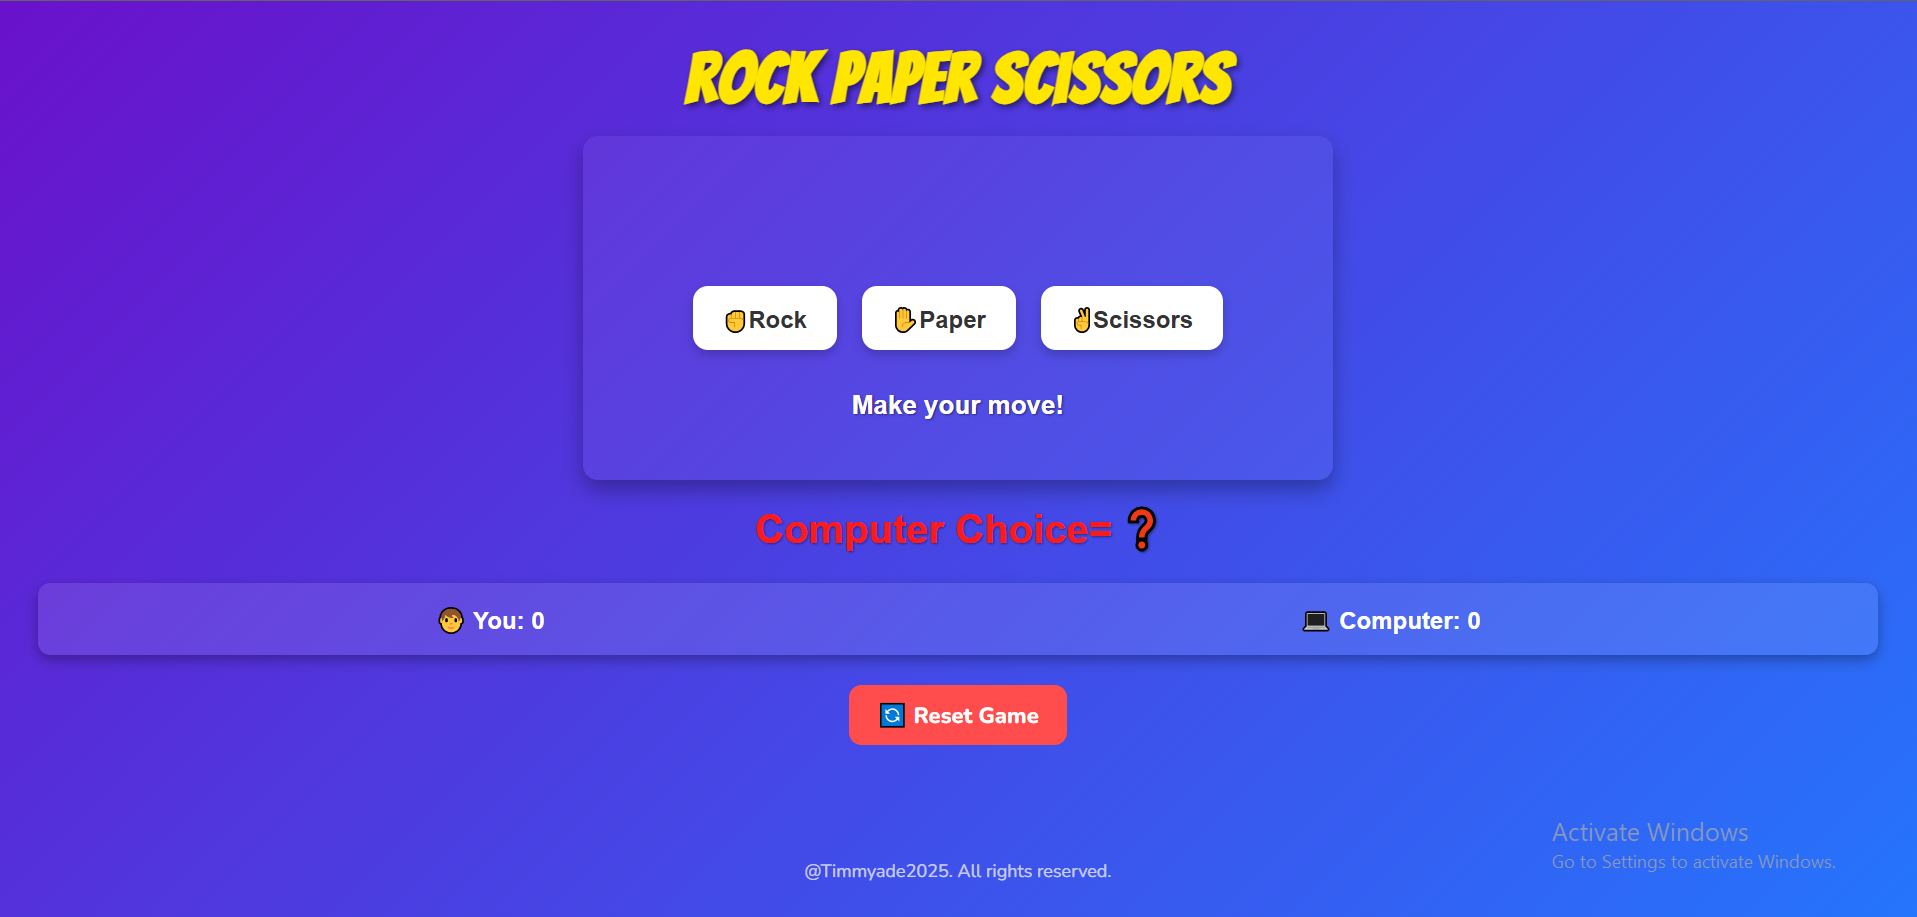 ROCK PAPER SCISSORS
✊Rock ✋Paper ✌Scissors
Make your move!
Computer Choice= ❓
🧑 You: 0 💻 Computer: 0
🔄 Reset Game
Activate Windows
Go to Settings to activate Windows.
@Timmyade2025. All rights reserved.